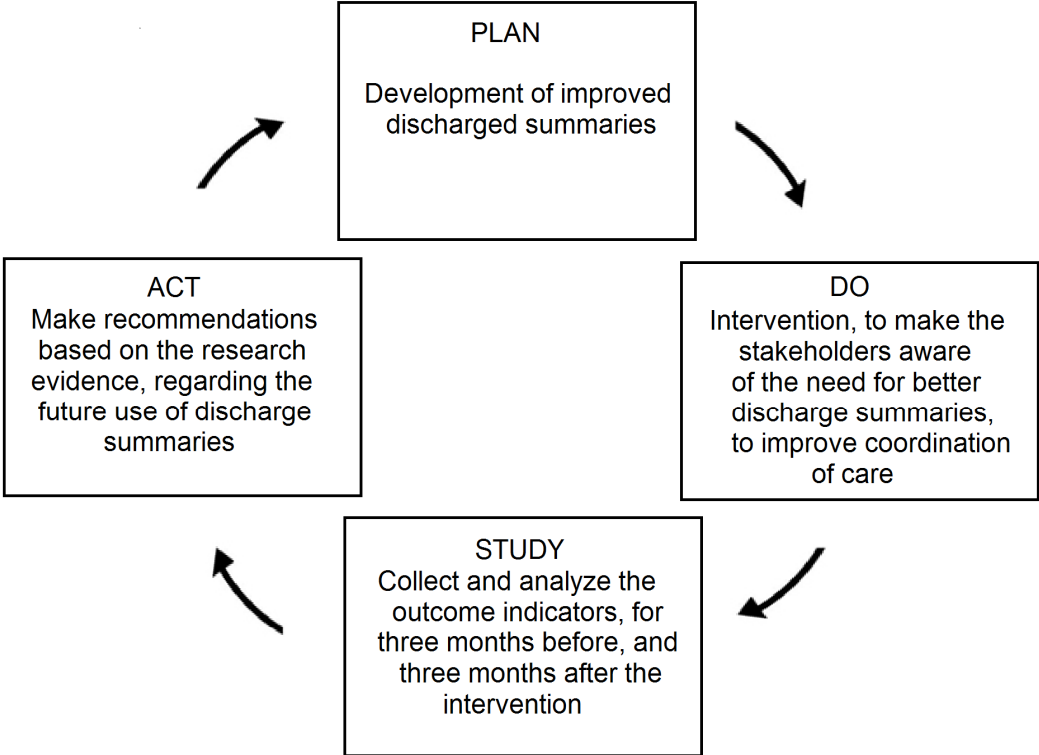 PLAN
Development of improved
discharged summaries
DO
Intervention, to make the
stakeholders aware
of the need for better
discharge summaries,
to improve coordination
of care
STUDY
Collect and analyze the
outcome indicators, for
three months before, and
three months after the
intervention
ACT
Make recommendations
based on the research
evidence, regarding the
future use of discharge
summaries